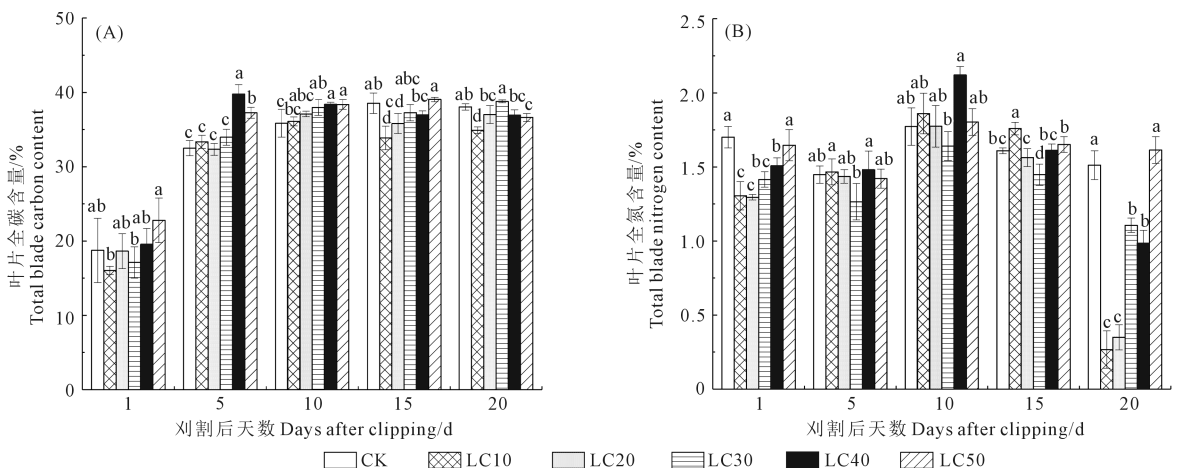 (A)
50
40
30
20
10
0
叶片全碳含量/%
Total blade carbon content
ab b ab b ab a
c c c c a b
c bc abc ab a a
ab d cd abc bc a
ab d bc a bc c
1 5 10 15 20
刈割后天数 Days after clipping/d
(B)
2.5
2.0
1.5
1.0
0.5
0
叶片全氮含量/%
Total blade nitrogen content
a c c bc b a
ab a ab b a ab
ab ab ab b a ab
bc a c d bc b
a c c b b a
1 5 10 15 20
刈割后天数 Days after clipping/d
CK LC10 LC20 LC30 LC40 LC50